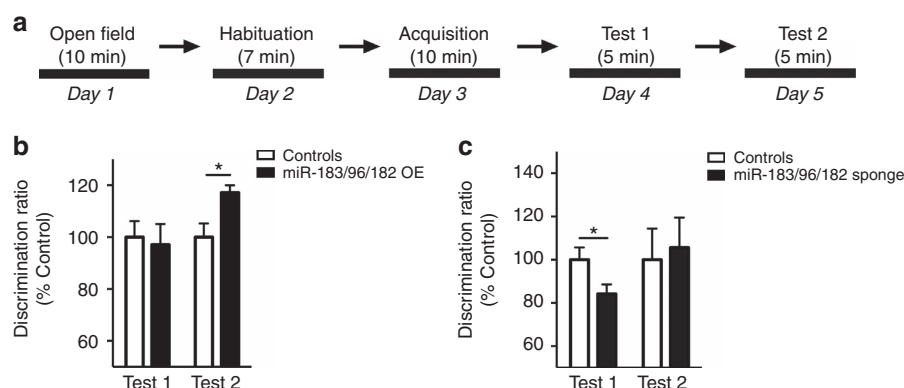 a
Open field Habituation Acquisition Test 1 Test 2
(10 min) (7 min) (10 min) (5 min) (5 min)
Day 1 Day 2 Day 3 Day 4 Day 5
b
Controls
miR-183/96/182 OE
Discrimination ratio
(% Control)
120
100
80
60
*
Test 1 Test 2
c
Controls
miR-183/96/182 sponge
Discrimination ratio
(% Control)
140
120
100
80
60
*
Test 1 Test 2